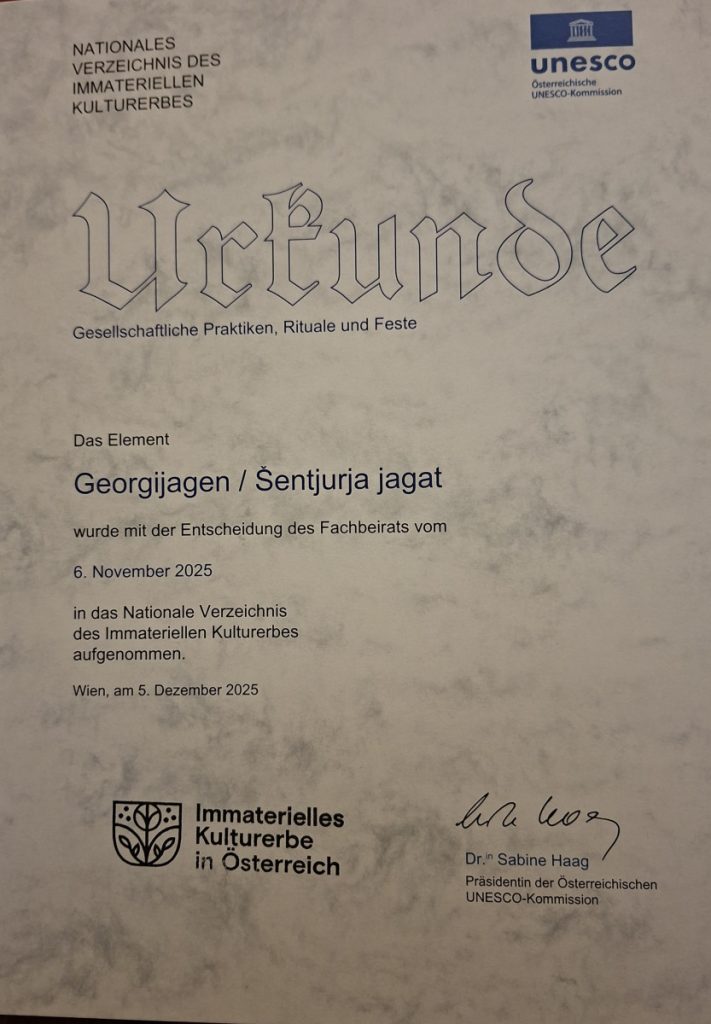 NATIONALES
VERZEICHNIS DES
IMMATERIELLEN
KULTURERBES
unesco
Österreichische
UNESCO-Kommission
Urkunde
Gesellschaftliche Praktiken, Rituale und Feste
Das Element
Georgijagen / Šentjurja jagat
wurde mit der Entscheidung des Fachbeirats vom
6. November 2025
in das Nationale Verzeichnis
des Immateriellen Kulturerbes
aufgenommen.
Wien, am 5. Dezember 2025
Immaterielles
Kulturerbe
in Österreich
Dr.in Sabine Haag
Präsidentin der Österreichischen
UNESCO-Kommission